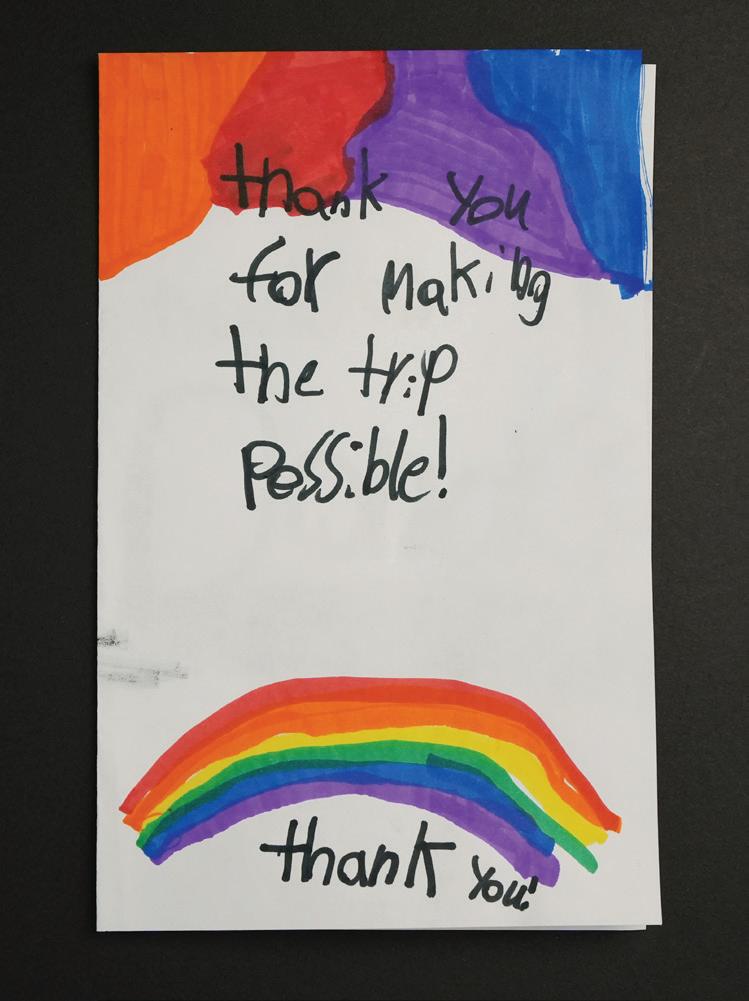 thank you
for making
the trip
possible!
thank you!